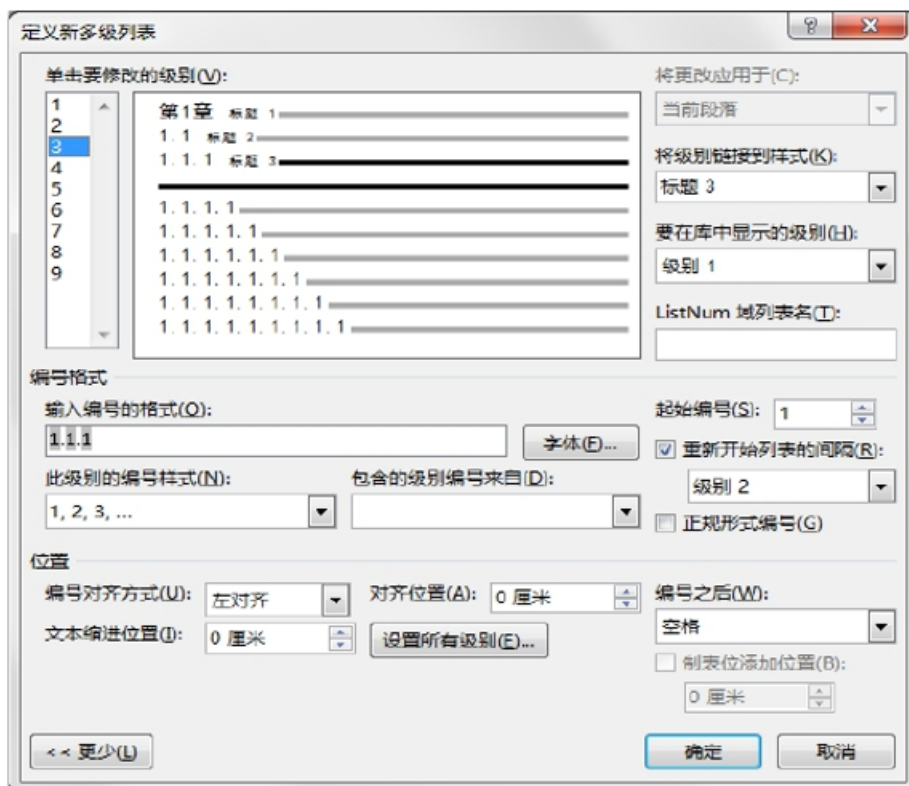 定义新多级列表
单击要修改的级别(V):
将更改应用于(C):
1
2
3
4
5
6
7
8
9
第1章 标题 1
1.1 标题 2
1.1.1 标题 3
1.1.1.1
1.1.1.1.1
1.1.1.1.1.1
1.1.1.1.1.1.1
1.1.1.1.1.1.1.1
1.1.1.1.1.1.1.1.1
当前段落
将级别链接到样式(K):
标题 3
要在库中显示的级别(H):
级别 1
ListNum 域列表名(T):
编号格式
输入编号的格式(O):
1.1.1
字体(F)...
起始编号(S): 1
重新开始列表的间隔(R):
级别 2
此级别的编号样式(N):
包含的级别编号来自(D):
1, 2, 3, ...
正规形式编号(G)
位置
编号对齐方式(U): 左对齐
对齐位置(A): 0 厘米
编号之后(W):
空格
文本缩进位置(I): 0 厘米
设置所有级别(E)...
制表位添加位置(B):
0 厘米
<< 更少(L)
确定
取消